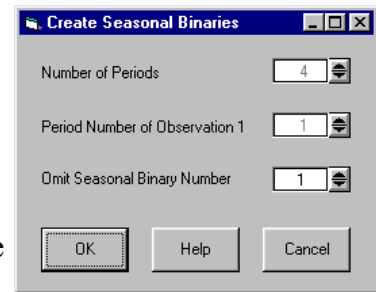 Create Seasonal Binaries
Number of Periods 4
Period Number of Observation 1 1
Omit Seasonal Binary Number 1
e OK Help Cancel